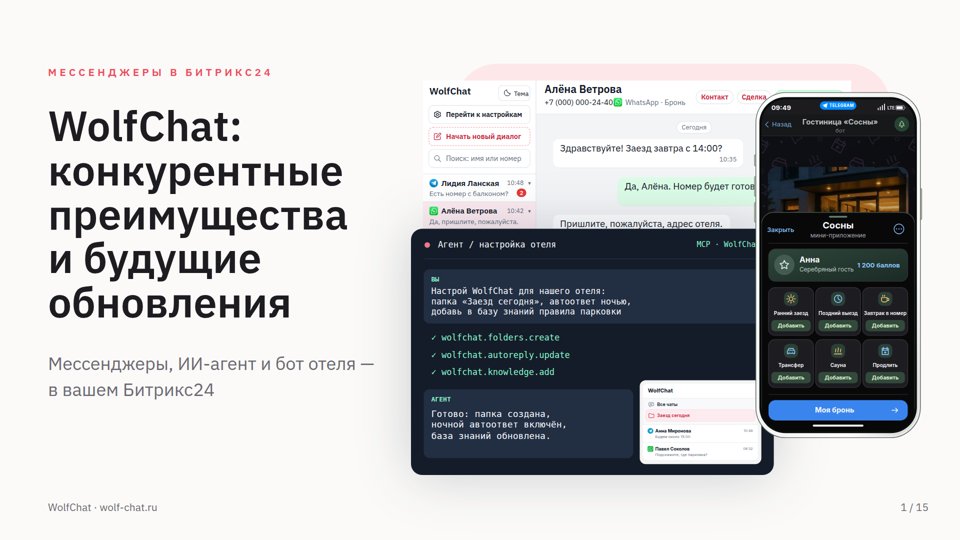 МЕССЕНДЖЕРЫ В БИТРИКС24
WolfChat:
конкурентные
преимущества
и будущие
обновления
Мессенджеры, ИИ-агент и бот отеля —
в вашем Битрикс24
WolfChat
Тема
Перейти к настройкам
Начать новый диалог
Поиск: имя или номер
Лидия Ланская 10:48
Есть номер с балконом? 2
Алёна Ветрова 10:42
Да, пришлите, пожалуйста.
Алёна Ветрова
+7 (000) 000-24-40 WhatsApp · Бронь
Контакт
Сделка
Сегодня
Здравствуйте! Заезд завтра с 14:00?
10:35
Да, Алёна. Номер будет готов
Пришлите, пожалуйста, адрес отеля.
Агент / настройка отеля
MCP · WolfCha
ВЫ
Настрой WolfChat для нашего отеля:
папка «Заезд сегодня», автоответ ночью,
добавь в базу знаний правила парковки
✓ wolfchat.folders.create
✓ wolfchat.autoreply.update
✓ wolfchat.knowledge.add
АГЕНТ
Готово: папка создана,
ночной автоответ включён,
база знаний обновлена.
WolfChat
Все чаты
Заезд сегодня
Анна Миронова
Павел Соколов
09:49
TELEGRAM
LTE
Назад
Гостиница «Сосны»
бот
Закрыть
Сосны
мини-приложение
Анна
Серебряный гость
1 200 баллов
Ранний заезд
Поздний выезд
Завтрак в номер
Добавить
Добавить
Добавить
Трансфер
Сауна
Продлить
Добавить
Добавить
Добавить
Моя бронь →
WolfChat · wolf-chat.ru
1 / 15